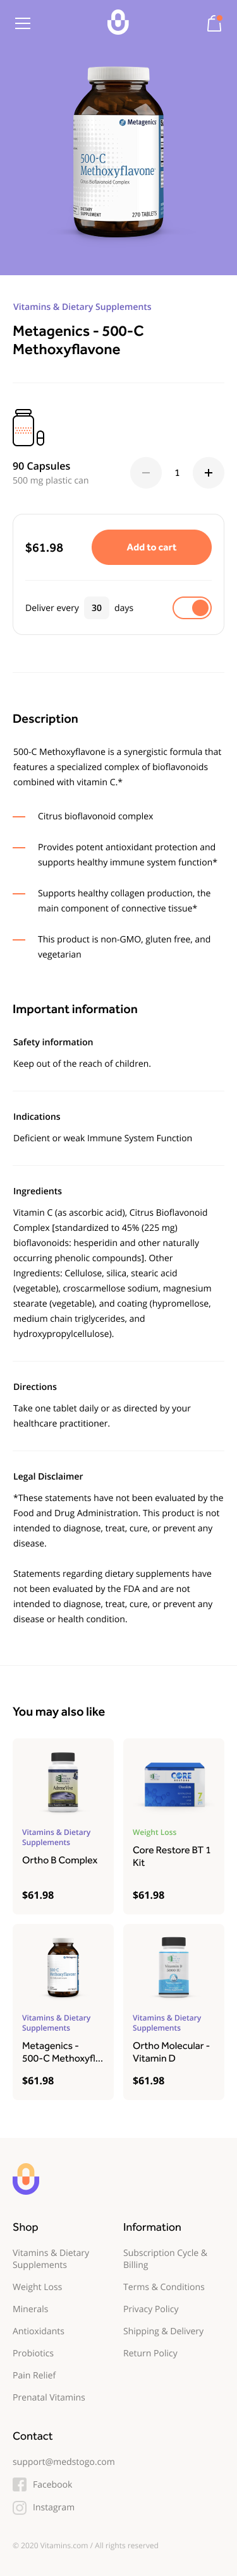 Metagenics
500-C
Methoxyflavone
Citrus Bioflavonoid Complex
DIETARY
SUPPLEMENT
270 TABLETS
Vitamins & Dietary Supplements
Metagenics - 500-C
Methoxyflavone
90 Capsules
500 mg plastic can
1
$61.98
Add to cart
Deliver every 30 days
Description
500-C Methoxyflavone is a synergistic formula that
features a specialized complex of bioflavonoids
combined with vitamin C.*
Citrus bioflavonoid complex
Provides potent antioxidant protection and
supports healthy immune system function*
Supports healthy collagen production, the
main component of connective tissue*
This product is non-GMO, gluten free, and
vegetarian
Important information
Safety information
Keep out of the reach of children.
Indications
Deficient or weak Immune System Function
Ingredients
Vitamin C (as ascorbic acid), Citrus Bioflavonoid
Complex [standardized to 45% (225 mg)
bioflavonoids: hesperidin and other naturally
occurring phenolic compounds]. Other
Ingredients: Cellulose, silica, stearic acid
(vegetable), croscarmellose sodium, magnesium
stearate (vegetable), and coating (hypromellose,
medium chain triglycerides, and
hydroxypropylcellulose).
Directions
Take one tablet daily or as directed by your
healthcare practitioner.
Legal Disclaimer
*These statements have not been evaluated by the
Food and Drug Administration. This product is not
intended to diagnose, treat, cure, or prevent any
disease.
Statements regarding dietary supplements have
not been evaluated by the FDA and are not
intended to diagnose, treat, cure, or prevent any
disease or health condition.
You may also like
Vitamins & Dietary
Supplements
Ortho B Complex
$61.98
CORE
Weight Loss
Core Restore BT 1
Kit
$61.98
500-C
Methoxyflavone
Vitamins & Dietary
Supplements
Metagenics -
500-C Methoxyfl...
$61.98
Vitamins & Dietary
Supplements
Ortho Molecular -
Vitamin D
$61.98
Shop
Vitamins & Dietary
Supplements
Weight Loss
Minerals
Antioxidants
Probiotics
Pain Relief
Prenatal Vitamins
Information
Subscription Cycle &
Billing
Terms & Conditions
Privacy Policy
Shipping & Delivery
Return Policy
Contact
support@medstogo.com
Facebook
Instagram
© 2020 Vitamins.com / All rights reserved